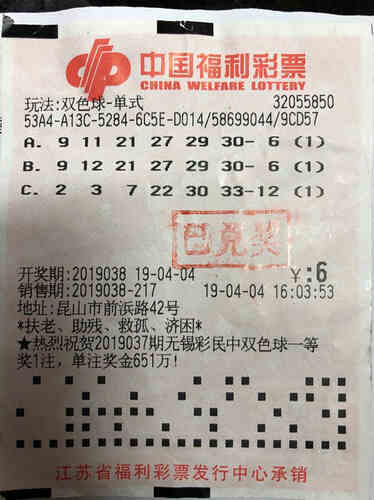 中国福利彩票
CHINA WELFARE LOTTERY
玩法:双色球-单式 32055850
53A4-A13C-5284-6C5E-D014/58699044/9CD57
A. 9 11 21 27 29 30- 6 (1)
B. 9 12 21 27 29 30- 6 (1)
C. 2 3 7 22 30 33-12 (1)
已兑奖
开奖期:2019038 19-04-04 ¥:6
销售期:2019038-217 19-04-04 16:03:53
地址:昆山市前浜路42号
*扶老、助残、救孤、济困*
★热烈祝贺2019037期无锡彩民中双色球一等
奖1注,单注奖金651万!
江苏省福利彩票发行中心承销